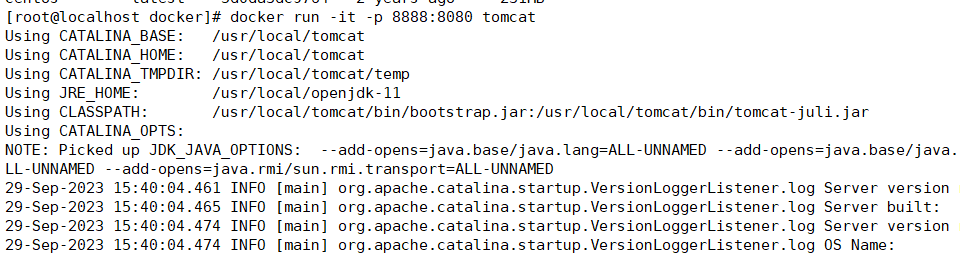 [root@localhost docker]# docker run -it -p 8888:8080 tomcat
Using CATALINA_BASE:   /usr/local/tomcat
Using CATALINA_HOME:   /usr/local/tomcat
Using CATALINA_TMPDIR: /usr/local/tomcat/temp
Using JRE_HOME:        /usr/local/openjdk-11
Using CLASSPATH:       /usr/local/tomcat/bin/bootstrap.jar:/usr/local/tomcat/bin/tomcat-juli.jar
Using CATALINA_OPTS:
NOTE: Picked up JDK_JAVA_OPTIONS:  --add-opens=java.base/java.lang=ALL-UNNAMED --add-opens=java.base/java.
LL-UNNAMED --add-opens=java.rmi/sun.rmi.transport=ALL-UNNAMED
29-Sep-2023 15:40:04.461 INFO [main] org.apache.catalina.startup.VersionLoggerListener.log Server version
29-Sep-2023 15:40:04.465 INFO [main] org.apache.catalina.startup.VersionLoggerListener.log Server built:
29-Sep-2023 15:40:04.474 INFO [main] org.apache.catalina.startup.VersionLoggerListener.log Server version
29-Sep-2023 15:40:04.474 INFO [main] org.apache.catalina.startup.VersionLoggerListener.log OS Name: